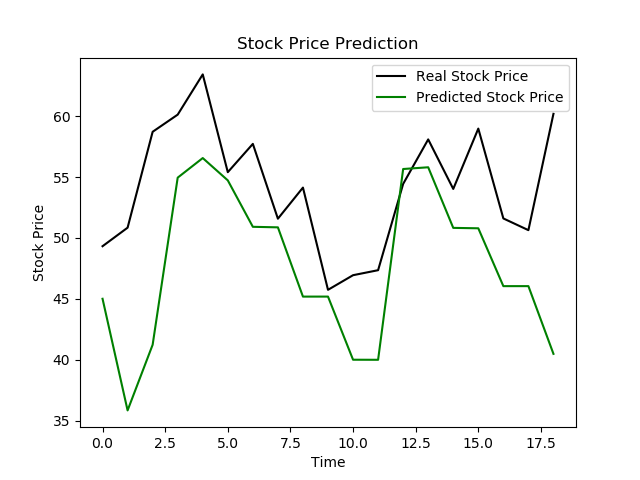 Stock Price Prediction
Real Stock Price
Predicted Stock Price
Stock Price
60
55
50
45
40
35
0.0 2.5 5.0 7.5 10.0 12.5 15.0 17.5
Time